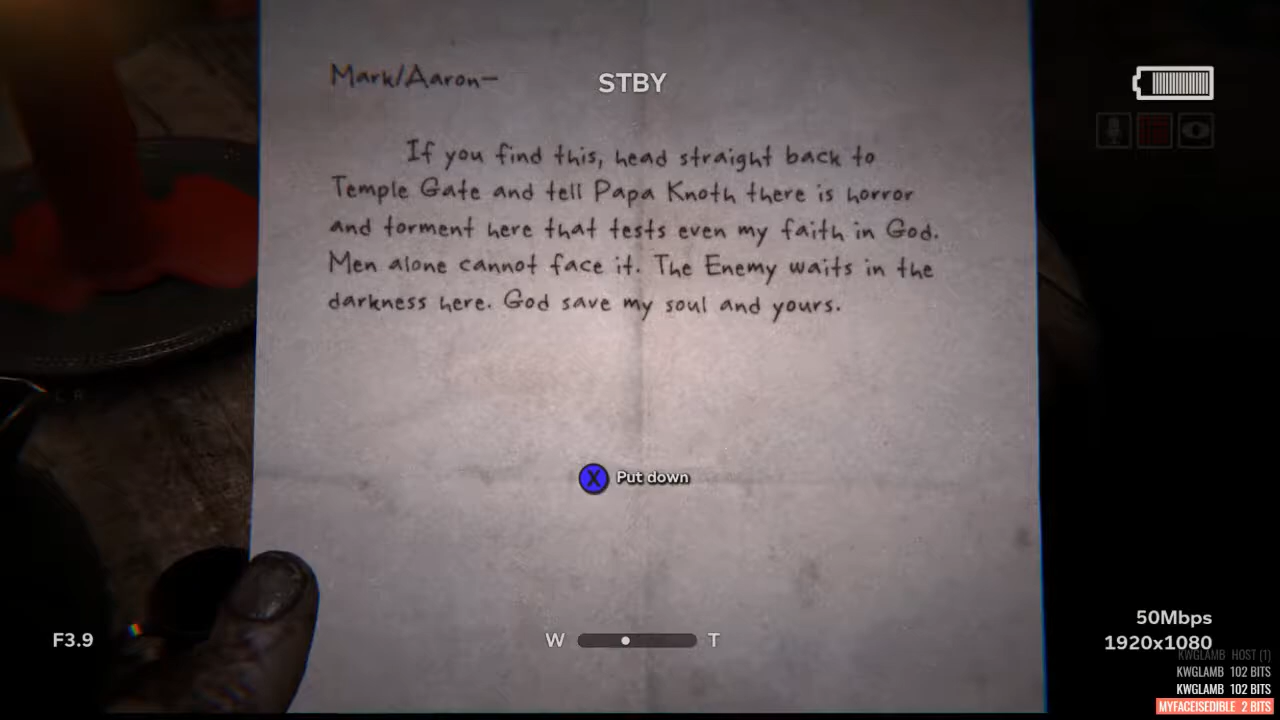 Mark/Aaron—
STBY
If you find this, head straight back to
Temple Gate and tell Papa Knoth there is horror
and torment here that tests even my faith in God.
Men alone cannot face it. The Enemy waits in the
darkness here. God save my soul and yours.
X Put down
F3.9
W T
50Mbps
1920x1080
KWGLAMB HOST (1)
KWGLAMB 102 BITS
KWGLAMB 102 BITS
MYFACEISEDIBLE 2 BITS